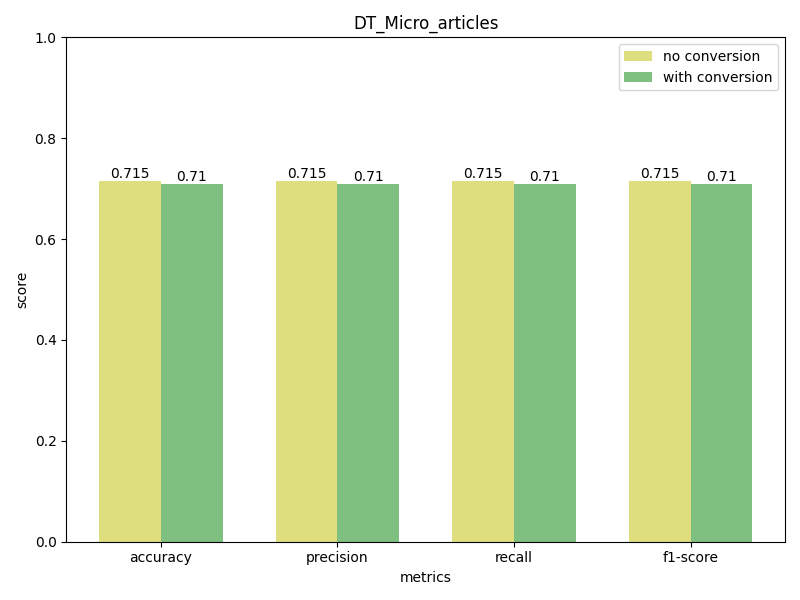 DT_Micro_articles
no conversion
with conversion
1.0
0.8
0.6
0.4
0.2
0.0
score
0.715 0.71 0.715 0.71 0.715 0.71 0.715 0.71
accuracy precision recall f1-score
metrics